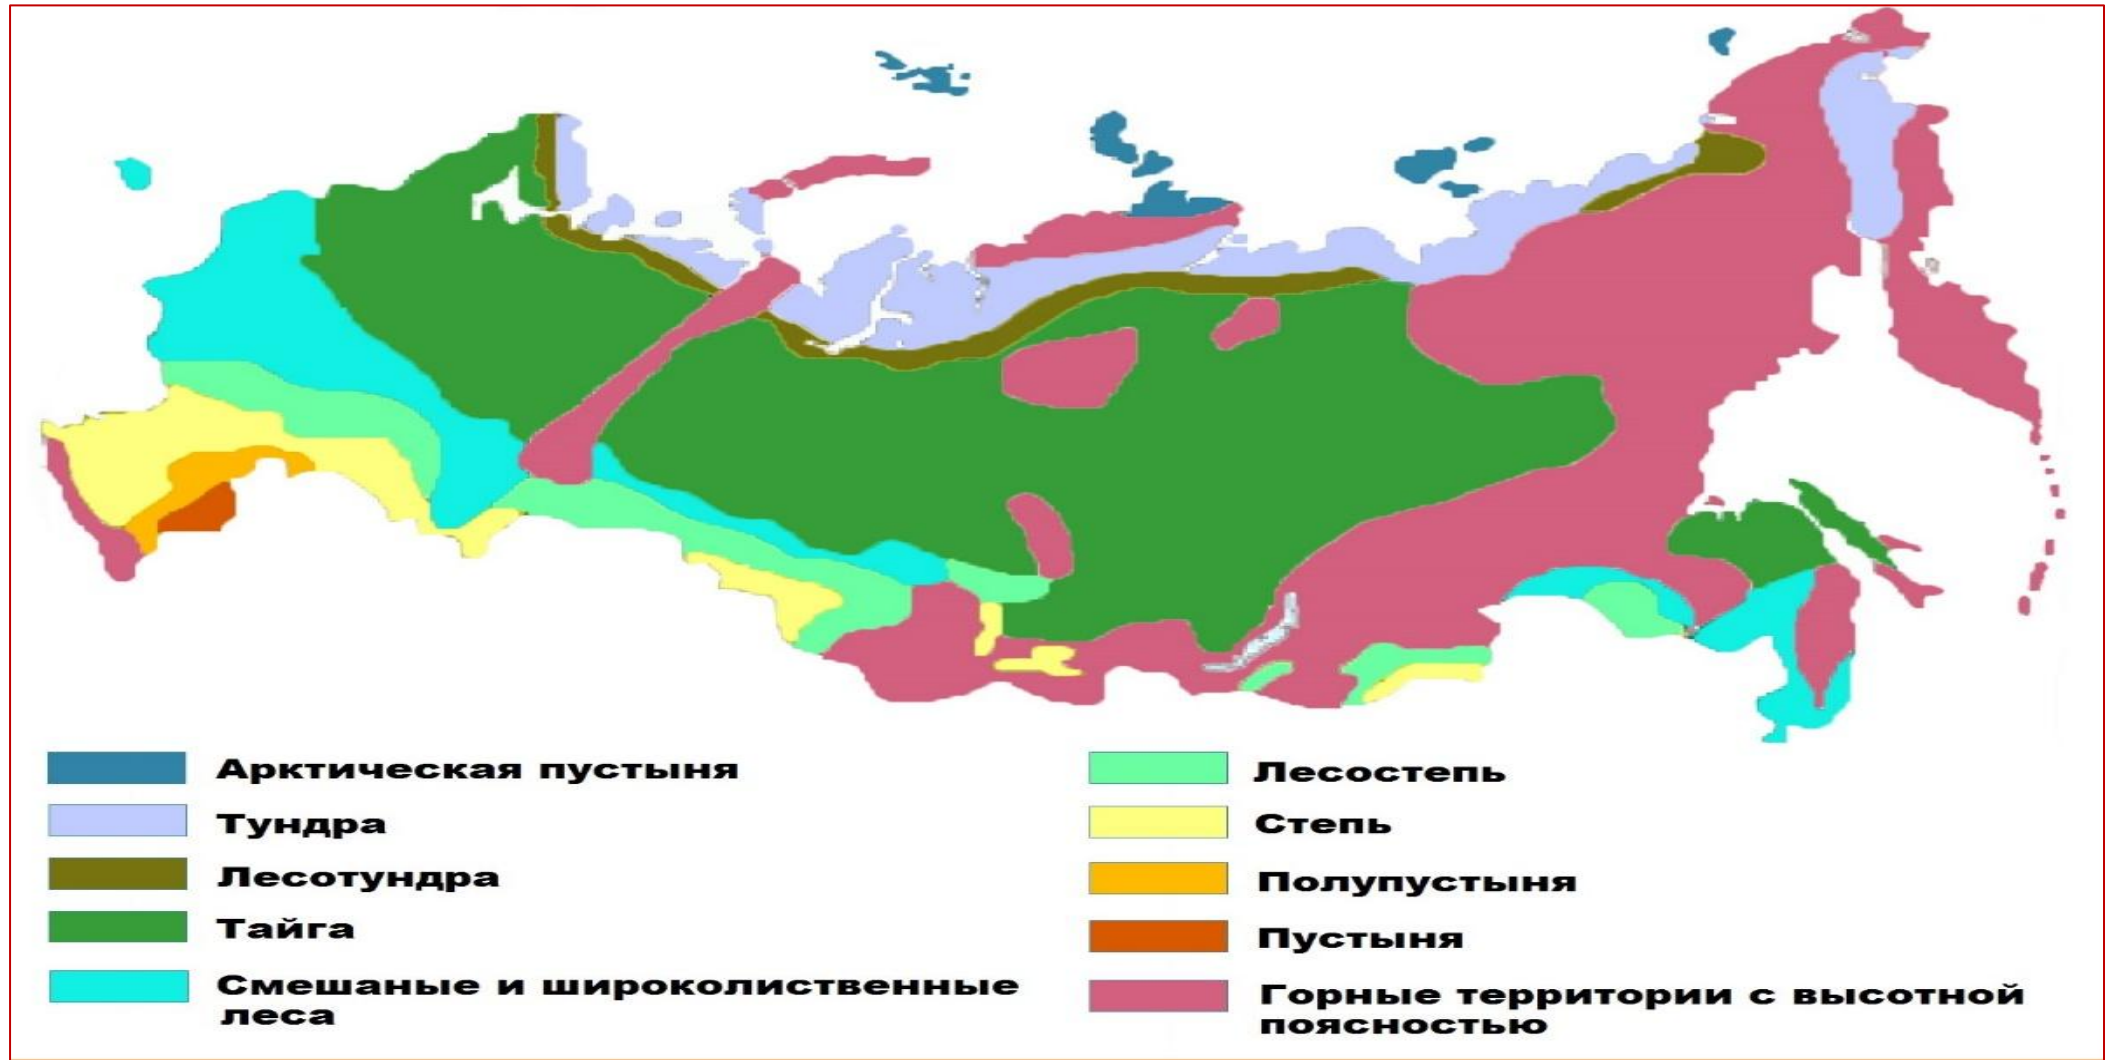 Арктическая пустыня
Тундра
Лесотундра
Тайга
Смешаные и широколиственные
леса
Лесостепь
Степь
Полупустыня
Пустыня
Горные территории с высотной
поясностью